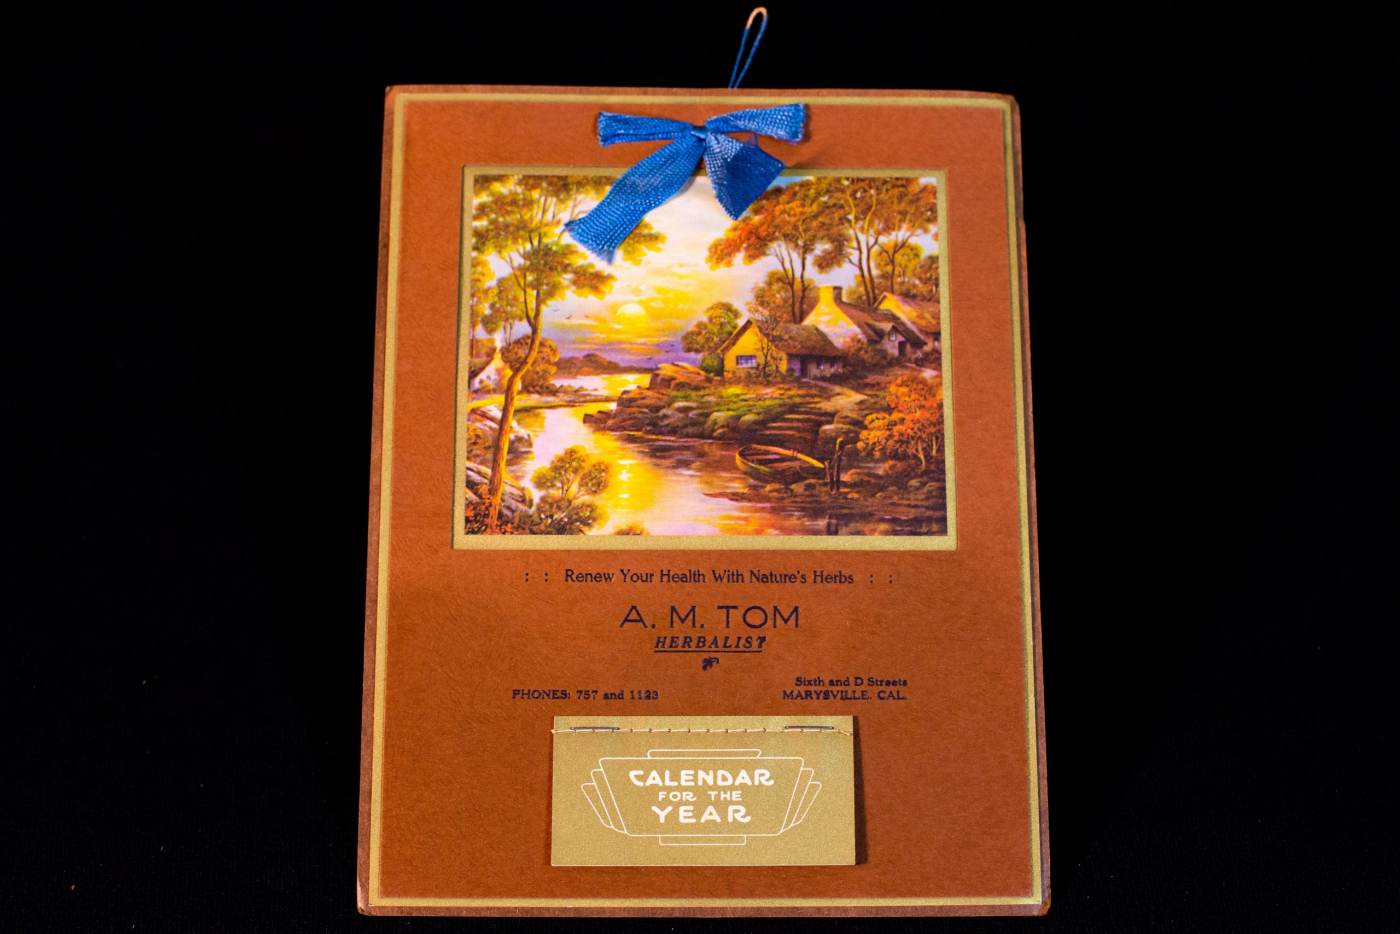 : : Renew Your Health With Nature's Herbs : :
A. M. TOM
HERBALIST
PHONES: 757 and 1123
Sixth and D Streets
MARYSVILLE, CAL.
CALENDAR
FOR THE
YEAR